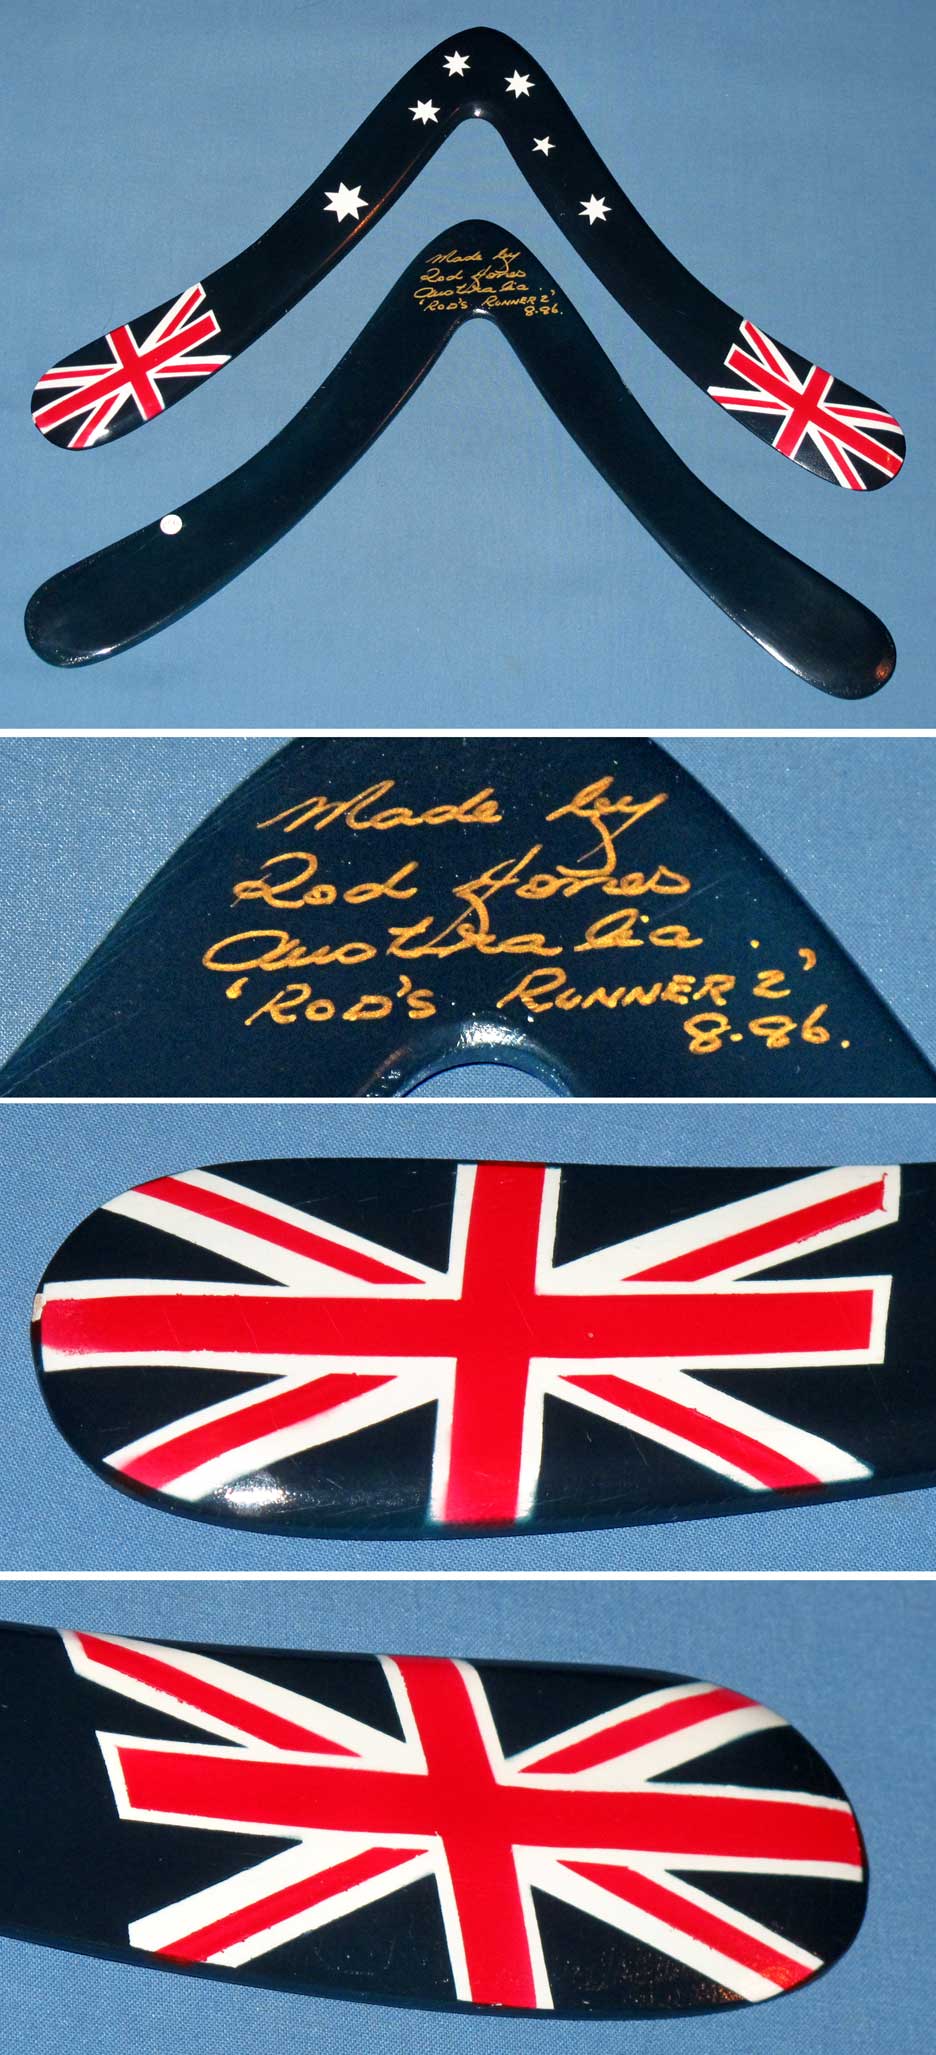 Made by
Rod Jones
Australia.
'ROD'S RUNNER 2'
8.86.
Made by
Rod Jones
Australia.
'ROD'S RUNNER 2'
8.86.